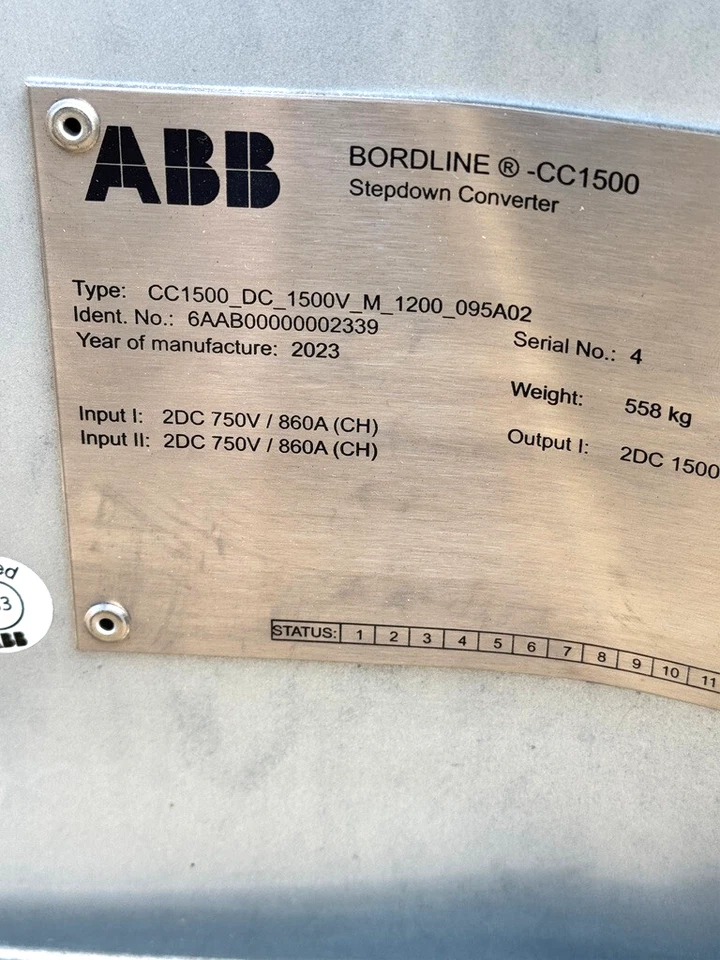 ABB
BORDLINE ® -CC1500
Stepdown Converter
Type: CC1500_DC_1500V_M_1200_095A02
Ident. No.: 6AAB00000002339
Serial No.: 4
Year of manufacture: 2023
Weight: 558 kg
Input I: 2DC 750V / 860A (CH)
Input II: 2DC 750V / 860A (CH)
Output I: 2DC 1500
STATUS: 1 2 3 4 5 6 7 8 9 10 11